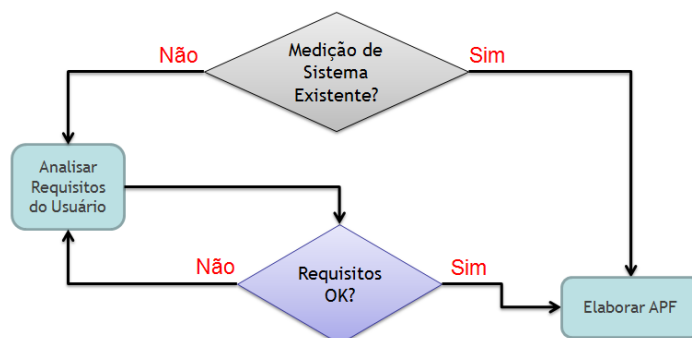 Não
Medição de
Sistema
Existente?
Sim
Analisar
Requisitos
do Usuário
Não
Requisitos
OK?
Sim
Elaborar APF